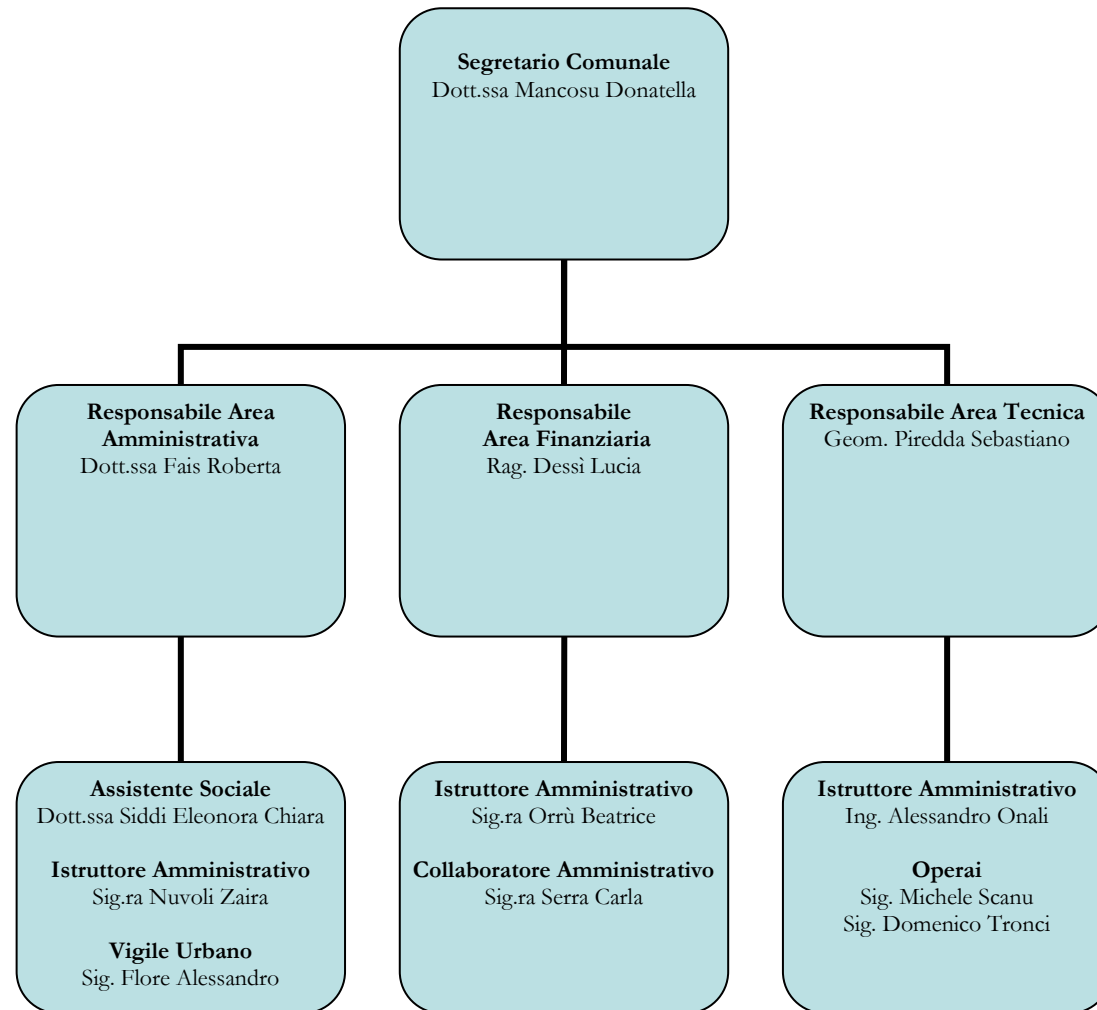 Segretario Comunale
Dott.ssa Mancosu Donatella
Responsabile Area
Amministrativa
Dott.ssa Fais Roberta
Responsabile
Area Finanziaria
Rag. Dessì Lucia
Responsabile Area Tecnica
Geom. Piredda Sebastiano
Assistente Sociale
Dott.ssa Siddi Eleonora Chiara
Istruttore Amministrativo
Sig.ra Nuvoli Zaira
Vigile Urbano
Sig. Flore Alessandro
Istruttore Amministrativo
Sig.ra Orrù Beatrice
Collaboratore Amministrativo
Sig.ra Serra Carla
Istruttore Amministrativo
Ing. Alessandro Onali
Operai
Sig. Michele Scanu
Sig. Domenico Tronci